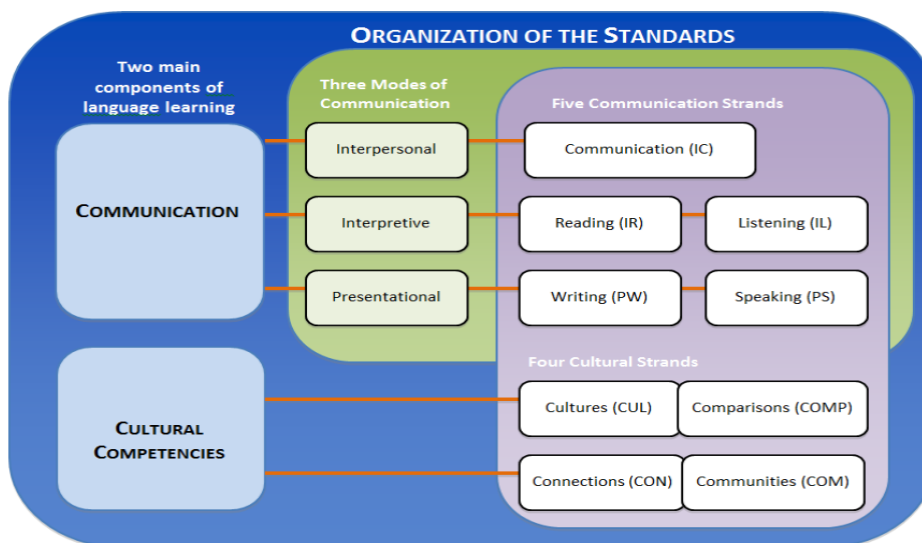 ORGANIZATION OF THE STANDARDS
Two main
components of
language learning
Three Modes of
Communication
Five Communication Strands
COMMUNICATION
Interpersonal
Communication (IC)
Interpretive
Reading (IR)
Listening (IL)
Presentational
Writing (PW)
Speaking (PS)
Four Cultural Strands
CULTURAL
COMPETENCIES
Cultures (CUL)
Comparisons (COMP)
Connections (CON)
Communities (COM)